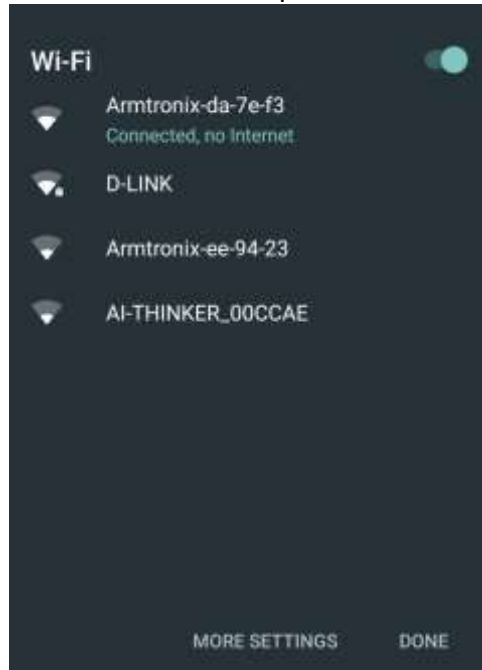 Wi-Fi
Armtronix-da-7e-f3
Connected, no Internet
D-LINK
Armtronix-ee-94-23
AI-THINKER_00CCAE
MORE SETTINGS DONE